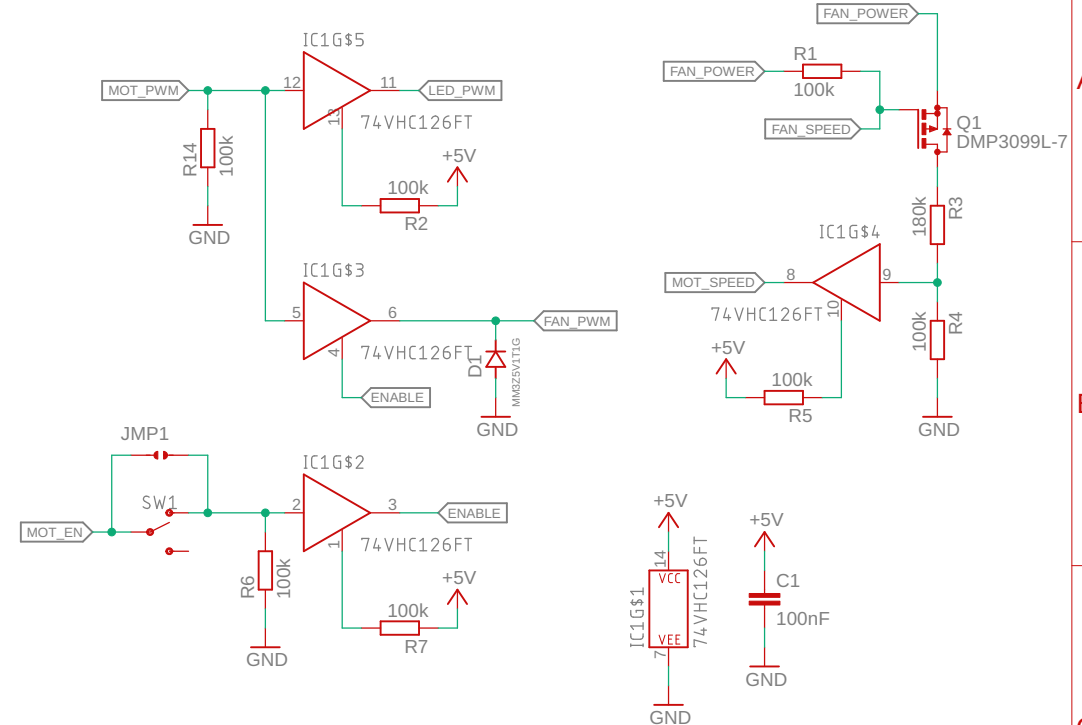 IC1G$5
MOT_PWM
12
11
LED_PWM
13
74VHC126FT
R14
100k
GND
+5V
100k
R2
IC1G$3
5
6
FAN_PWM
4
74VHC126FT
D1
MM3Z5V1T1G
ENABLE
GND
JMP1
SW1
MOT_EN
IC1G$2
2
3
ENABLE
1
74VHC126FT
R6
100k
GND
+5V
100k
R7
FAN_POWER
R1
FAN_POWER
100k
FAN_SPEED
Q1
DMP3099L-7
180k
R3
IC1G$4
MOT_SPEED
8
9
10
74VHC126FT
100k
R4
+5V
100k
R5
GND
+5V
14
VCC
IC1G$1
74VHC126FT
VEE
7
GND
+5V
C1
100nF
GND